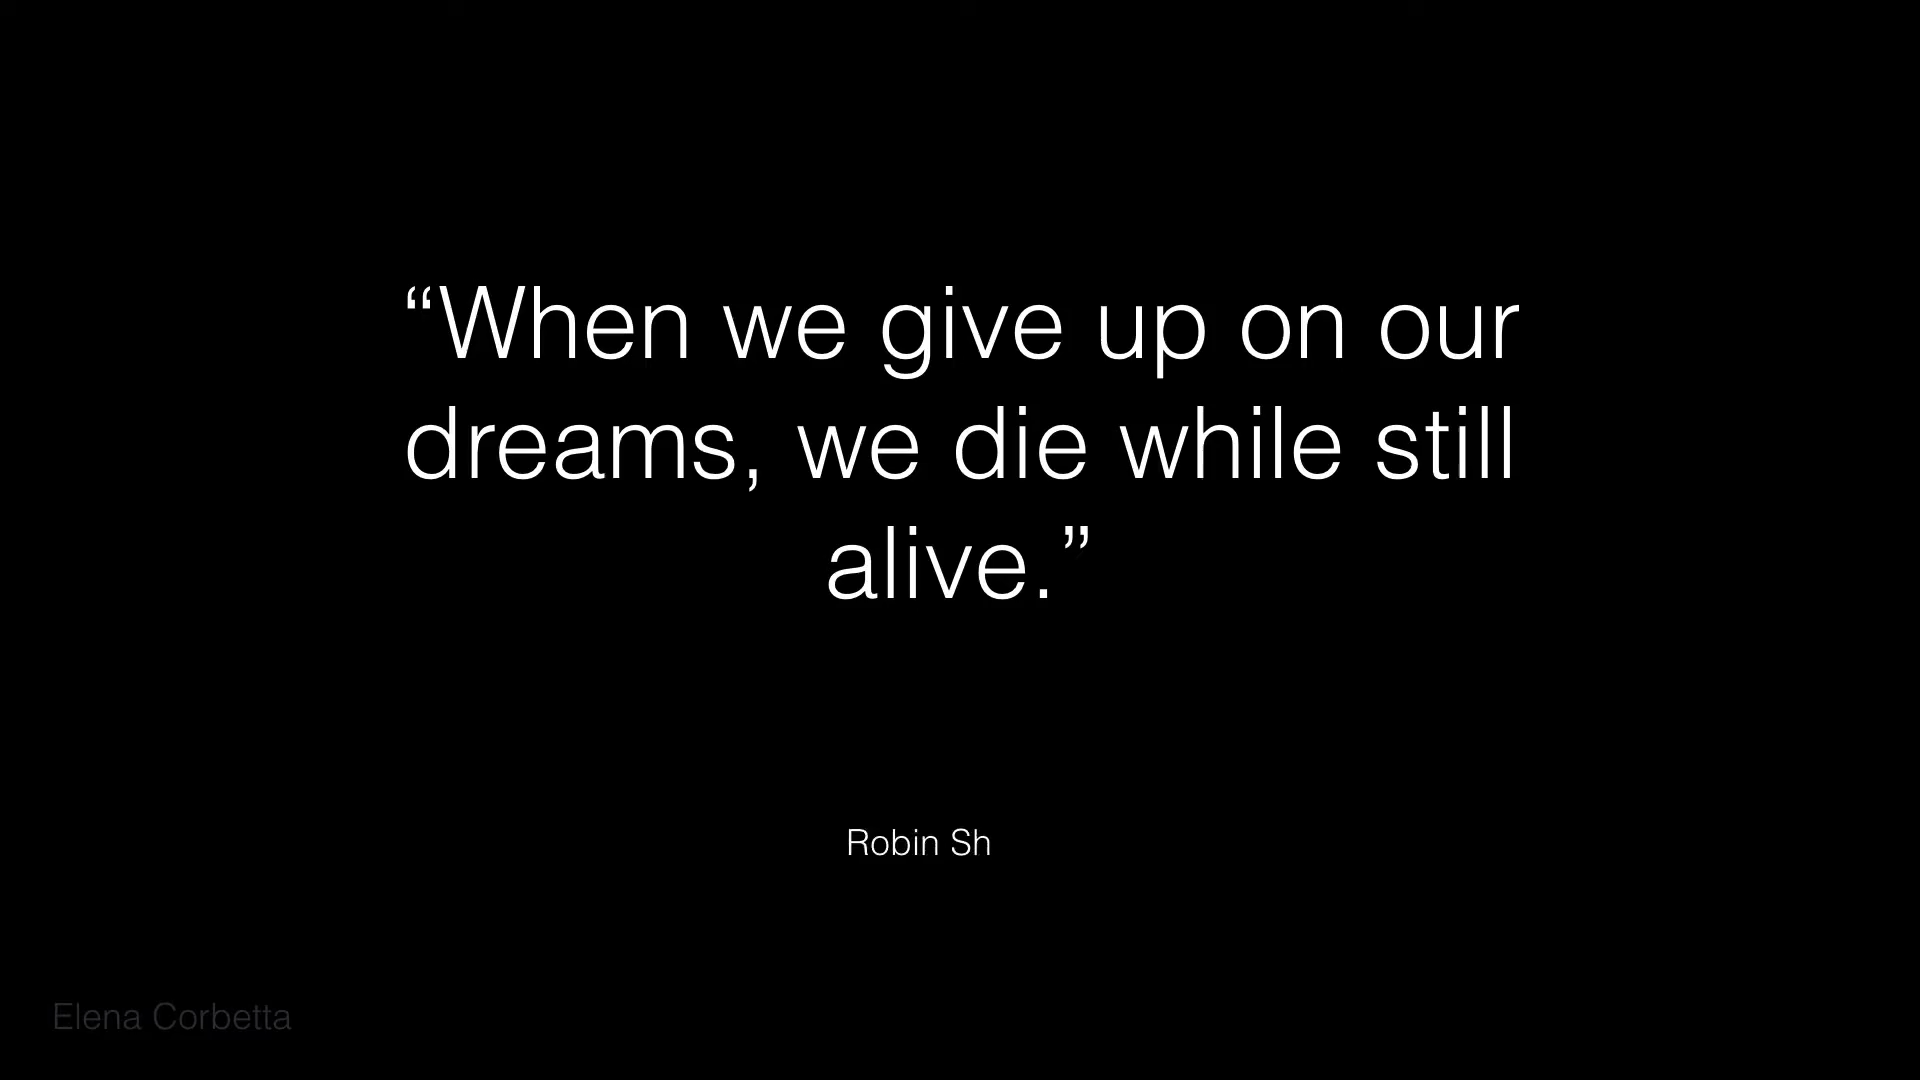 “When we give up on our
dreams, we die while still
alive.”
Robin Sh
Elena Corbetta